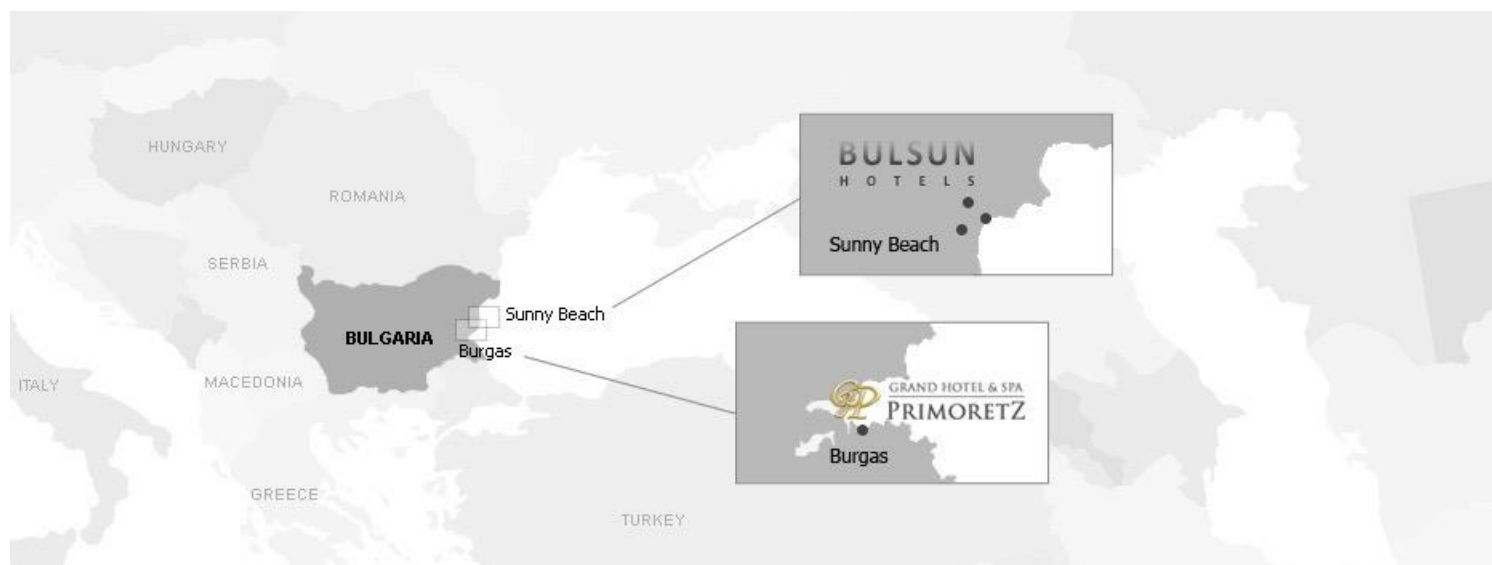 HUNGARY
ROMANIA
SERBIA
BULGARIA
Sunny Beach
Burgas
ITALY
MACEDONIA
GREECE
TURKEY
BULSUN
HOTELS
Sunny Beach
GRAND HOTEL & SPA
PRIMORETZ
Burgas